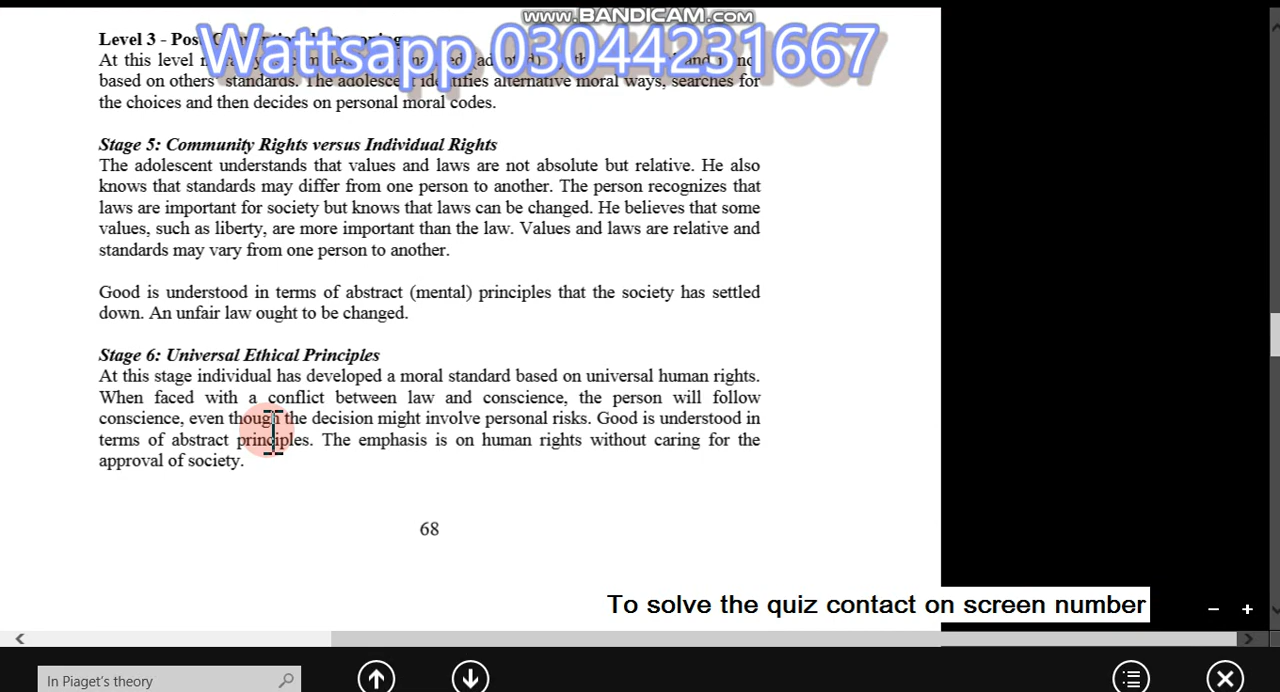 www.BANDICAM.com
Wattsapp 03044231667
Level 3 - Post
At this level
based on others' standards. The adolescent identifies alternative moral ways, searches for
the choices and then decides on personal moral codes.
Stage 5: Community Rights versus Individual Rights
The adolescent understands that values and laws are not absolute but relative. He also
knows that standards may differ from one person to another. The person recognizes that
laws are important for society but knows that laws can be changed. He believes that some
values, such as liberty, are more important than the law. Values and laws are relative and
standards may vary from one person to another.
Good is understood in terms of abstract (mental) principles that the society has settled
down. An unfair law ought to be changed.
Stage 6: Universal Ethical Principles
At this stage individual has developed a moral standard based on universal human rights.
When faced with a conflict between law and conscience, the person will follow
conscience, even though the decision might involve personal risks. Good is understood in
terms of abstract principles. The emphasis is on human rights without caring for the
approval of society.
68
To solve the quiz contact on screen number
In Piaget's theory